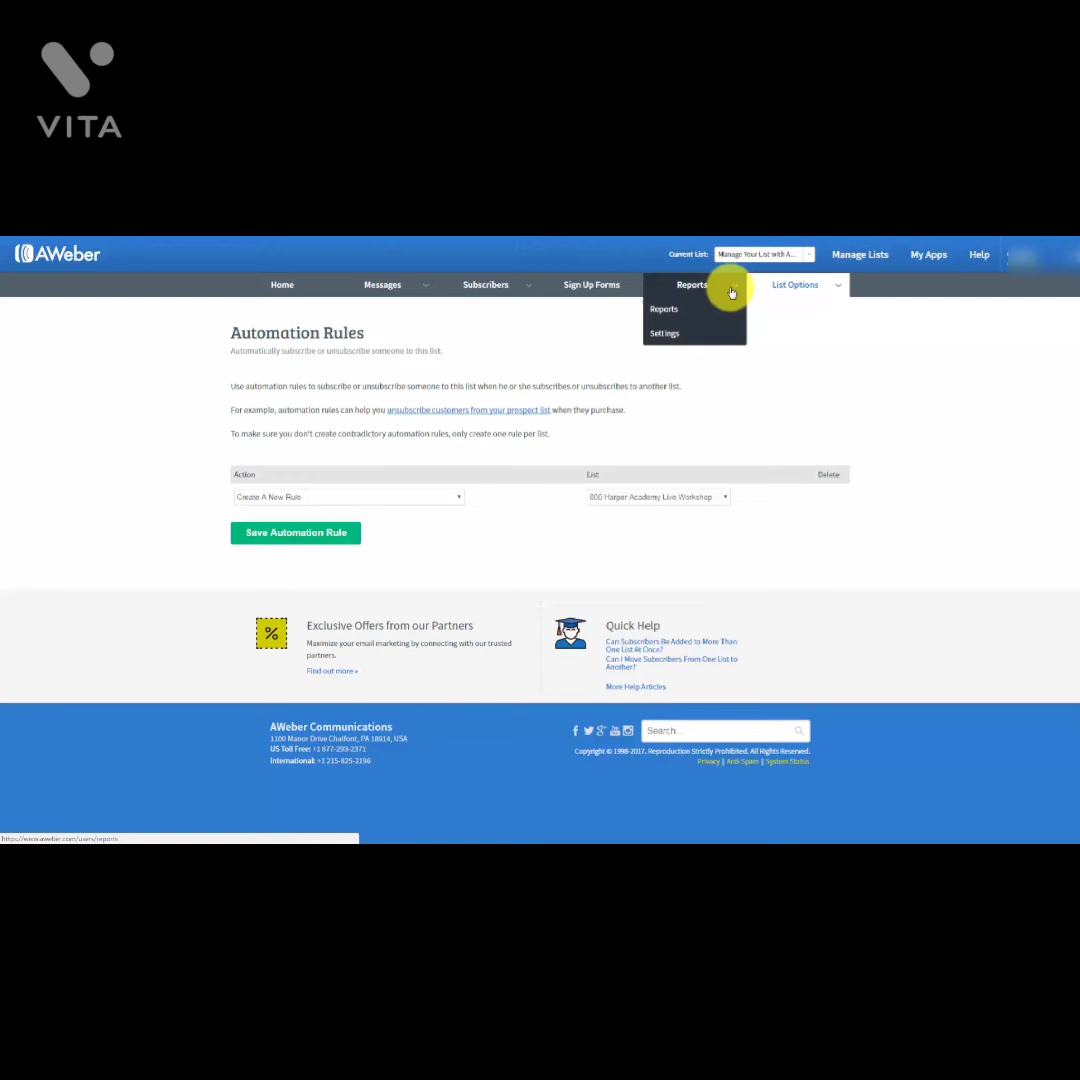 VITA
AWeber
Current List: Manage Your List with A... Manage Lists My Apps Help
Home Messages Subscribers Sign Up Forms Reports List Options
Reports
Settings
Automation Rules
Automatically subscribe or unsubscribe someone to this list.
Use automation rules to subscribe or unsubscribe someone to this list when he or she subscribes or unsubscribes to another list.
For example, automation rules can help you unsubscribe customers from your prospect list when they purchase.
To make sure you don't create contradictory automation rules, only create one rule per list.
Action List Delete
Create A New Rule 800 Harper Academy Live Workshop
Save Automation Rule
%
Exclusive Offers from our Partners
Maximize your email marketing by connecting with our trusted
partners.
Find out more »
Quick Help
Can Subscribers Be Added to More Than
One List At Once?
Can I Move Subscribers From One List to
Another?
More Help Articles
AWeber Communications
1100 Manor Drive Chalfont, PA 18914, USA
US Toll Free: +1 877-293-2371
International: +1 215-825-2196
Search...
Copyright © 1998-2017. Reproduction Strictly Prohibited. All Rights Reserved.
Privacy | Anti-Spam | System Status
https://www.aweber.com/users/reports